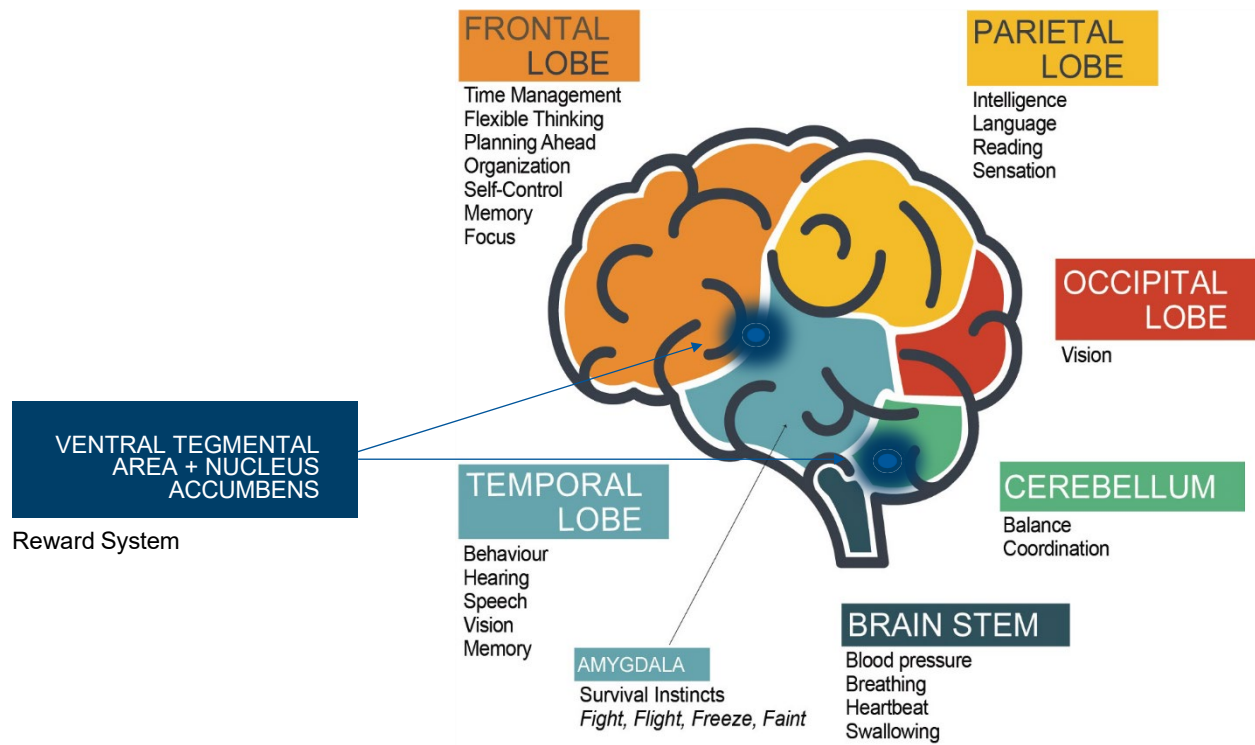 FRONTAL
LOBE
Time Management
Flexible Thinking
Planning Ahead
Organization
Self-Control
Memory
Focus
PARIETAL
LOBE
Intelligence
Language
Reading
Sensation
OCCIPITAL
LOBE
Vision
VENTRAL TEGMENTAL
AREA + NUCLEUS
ACCUMBENS
Reward System
TEMPORAL
LOBE
Behaviour
Hearing
Speech
Vision
Memory
CEREBELLUM
Balance
Coordination
AMYGDALA
Survival Instincts
Fight, Flight, Freeze, Faint
BRAIN STEM
Blood pressure
Breathing
Heartbeat
Swallowing